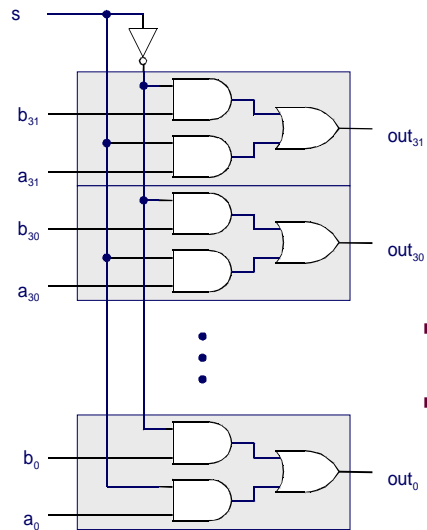 s
b₃₁
out₃₁
a₃₁
b₃₀
out₃₀
a₃₀
b₀
out₀
a₀